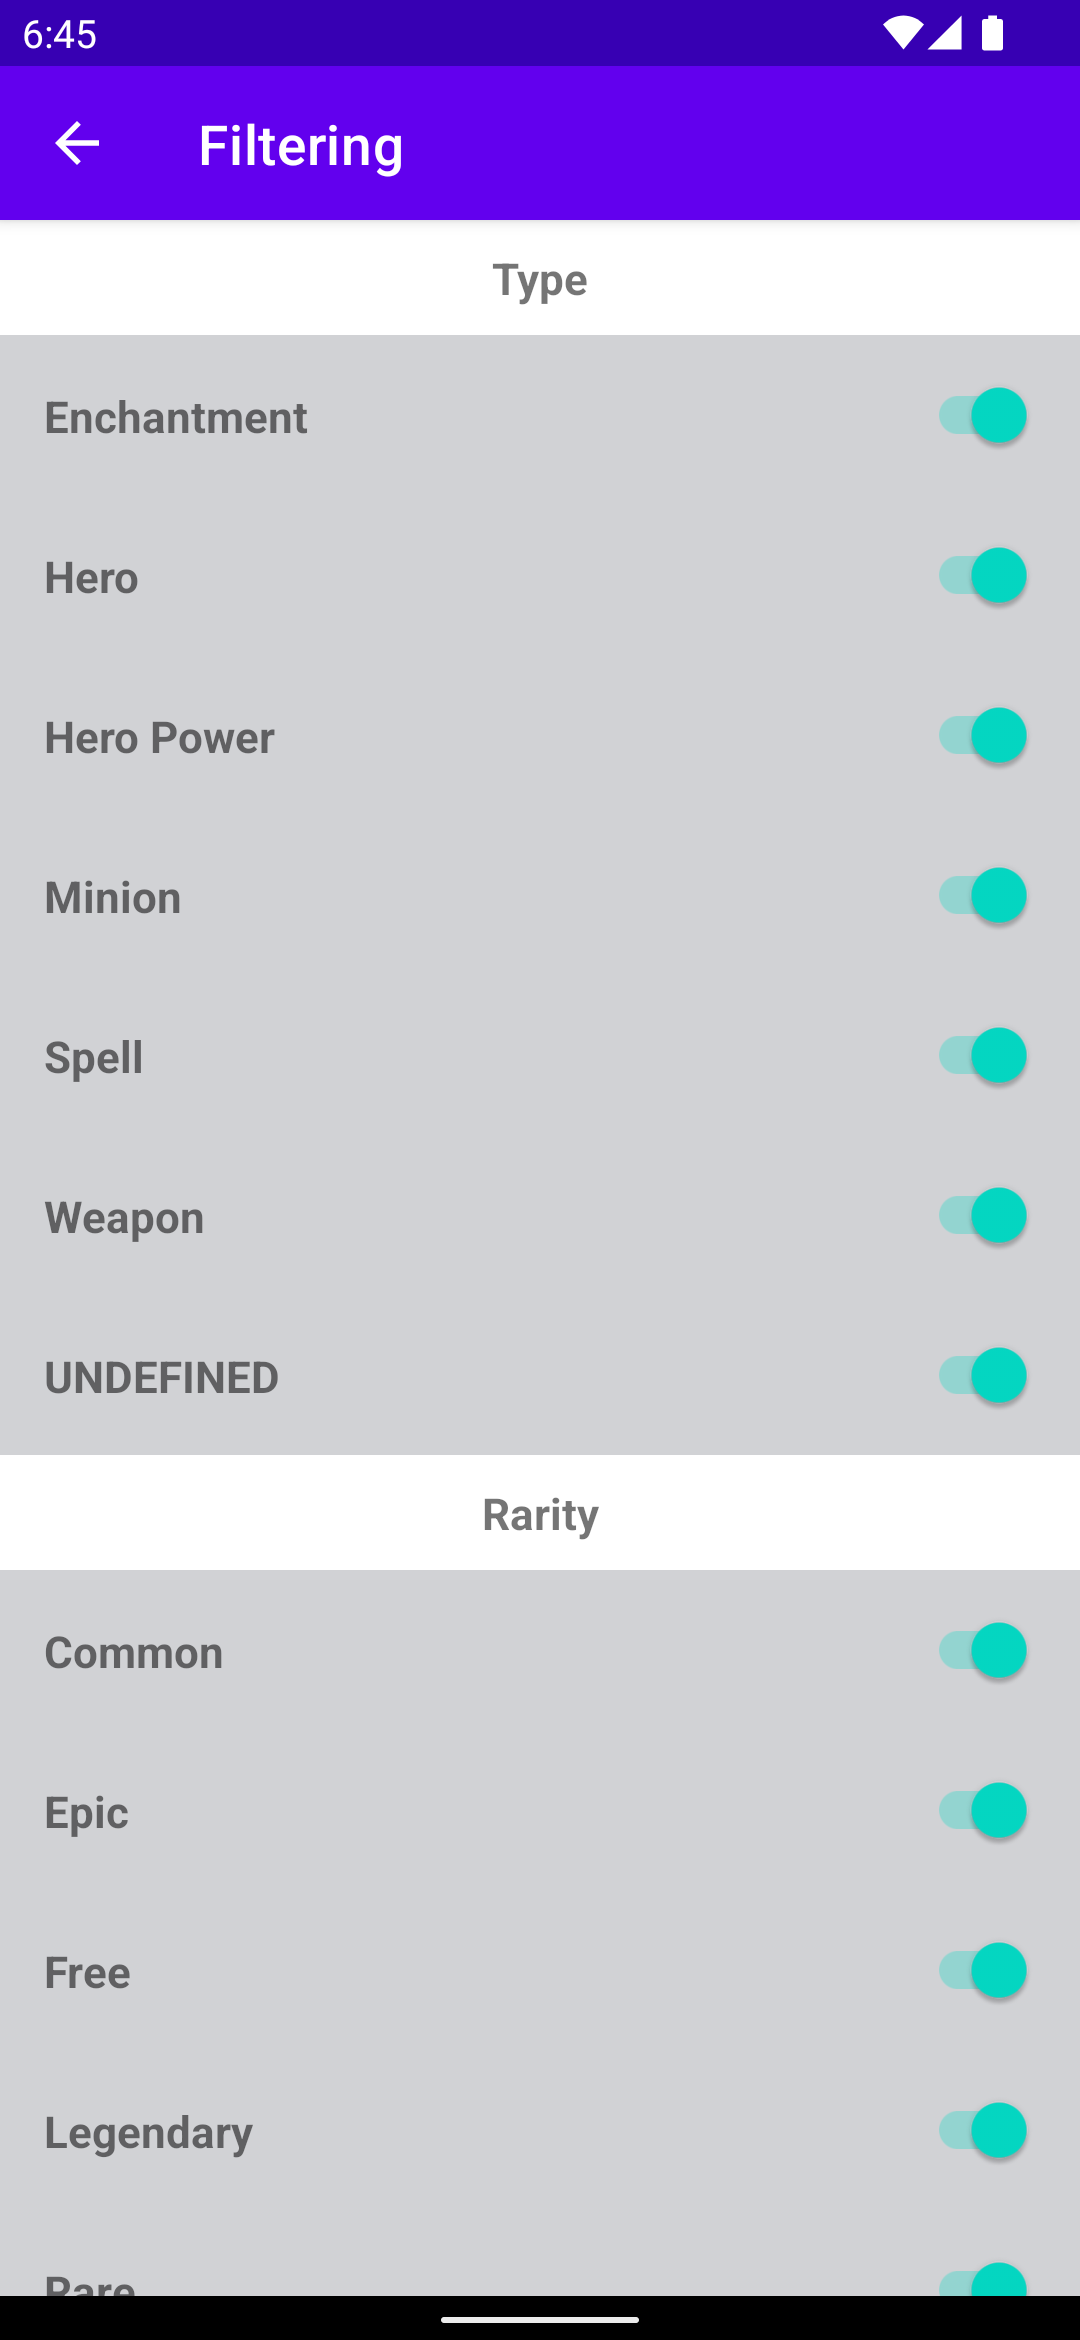 6:45
Filtering
Type
Enchantment
Hero
Hero Power
Minion
Spell
Weapon
UNDEFINED
Rarity
Common
Epic
Free
Legendary
Rare